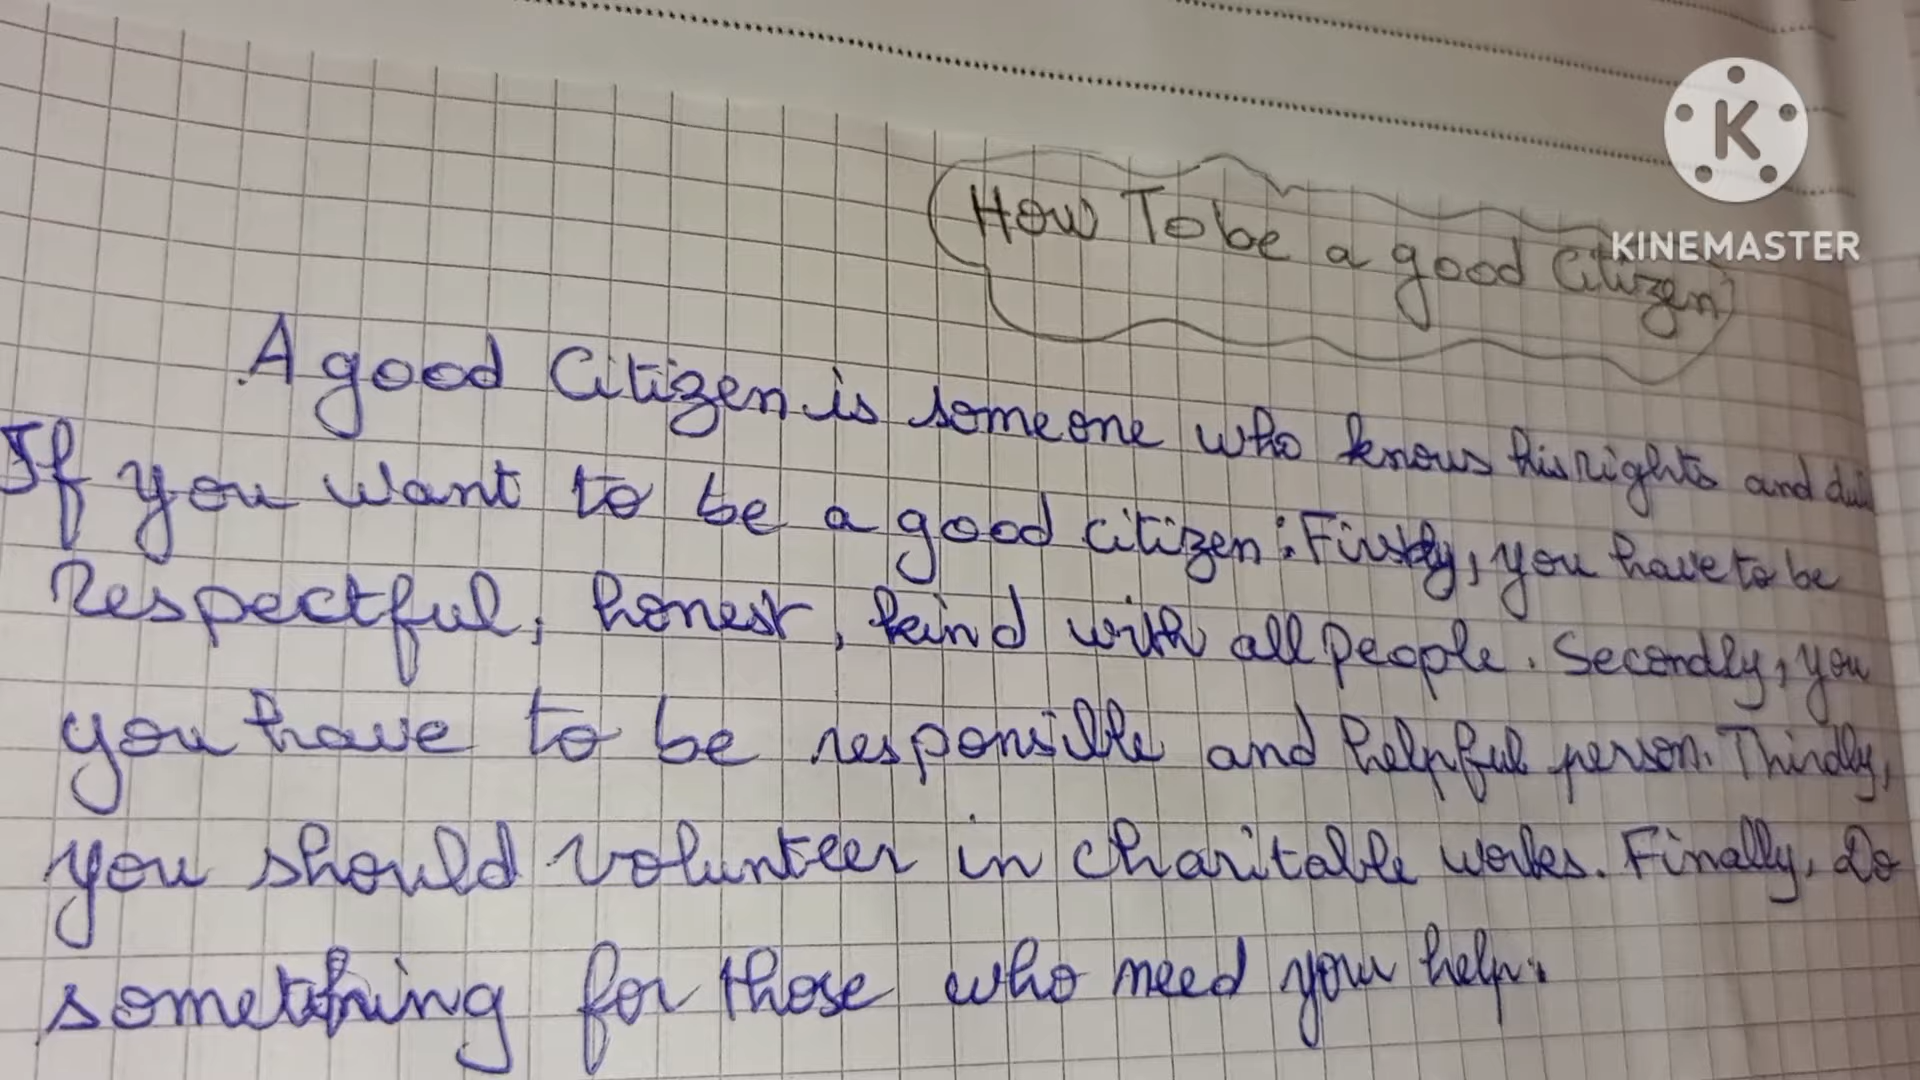 How To be a good Citizen
KINEMASTER
A good Citizen is someone who knows his rights and
If you want to be a good citizen: Firstly, you have to be
Respectful, honest, kind with all people. Secondly, you
you have to be responsible and helpful person. Thirdly,
you should volunteer in charitable works. Finally, Do
something for those who need your help.